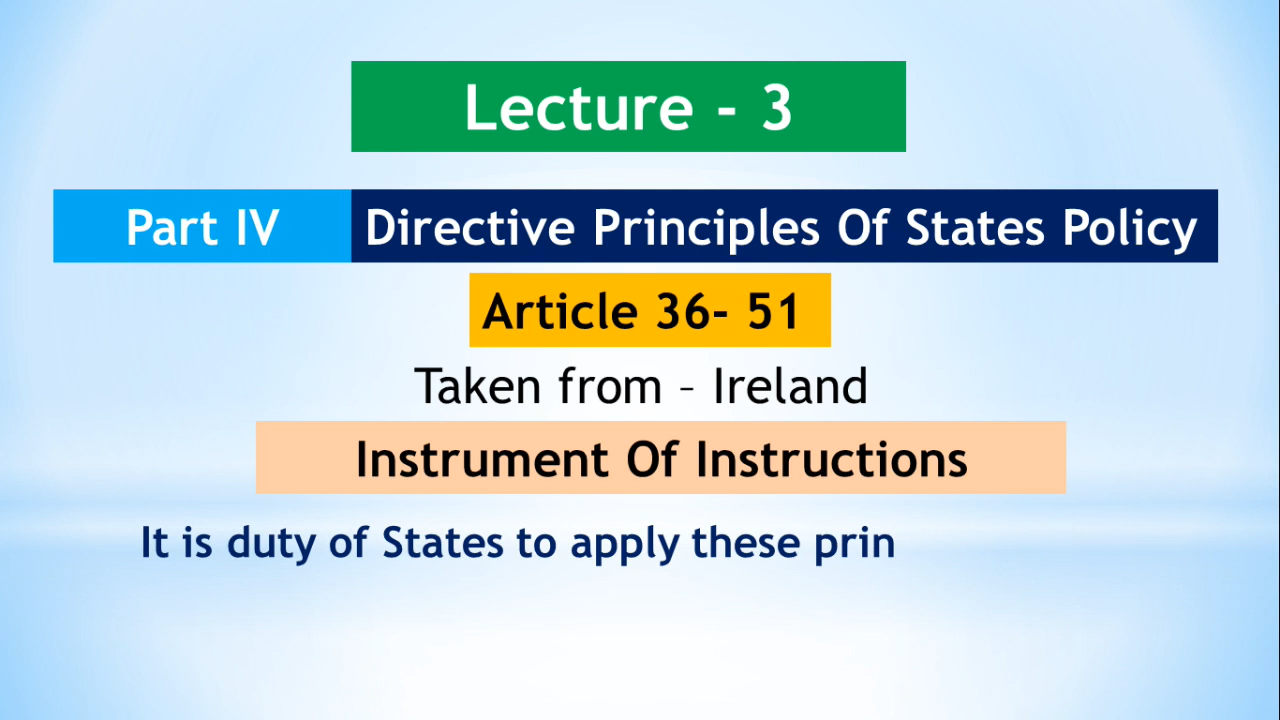 Lecture - 3
Part IV Directive Principles Of States Policy
Article 36- 51
Taken from – Ireland
Instrument Of Instructions
It is duty of States to apply these prin